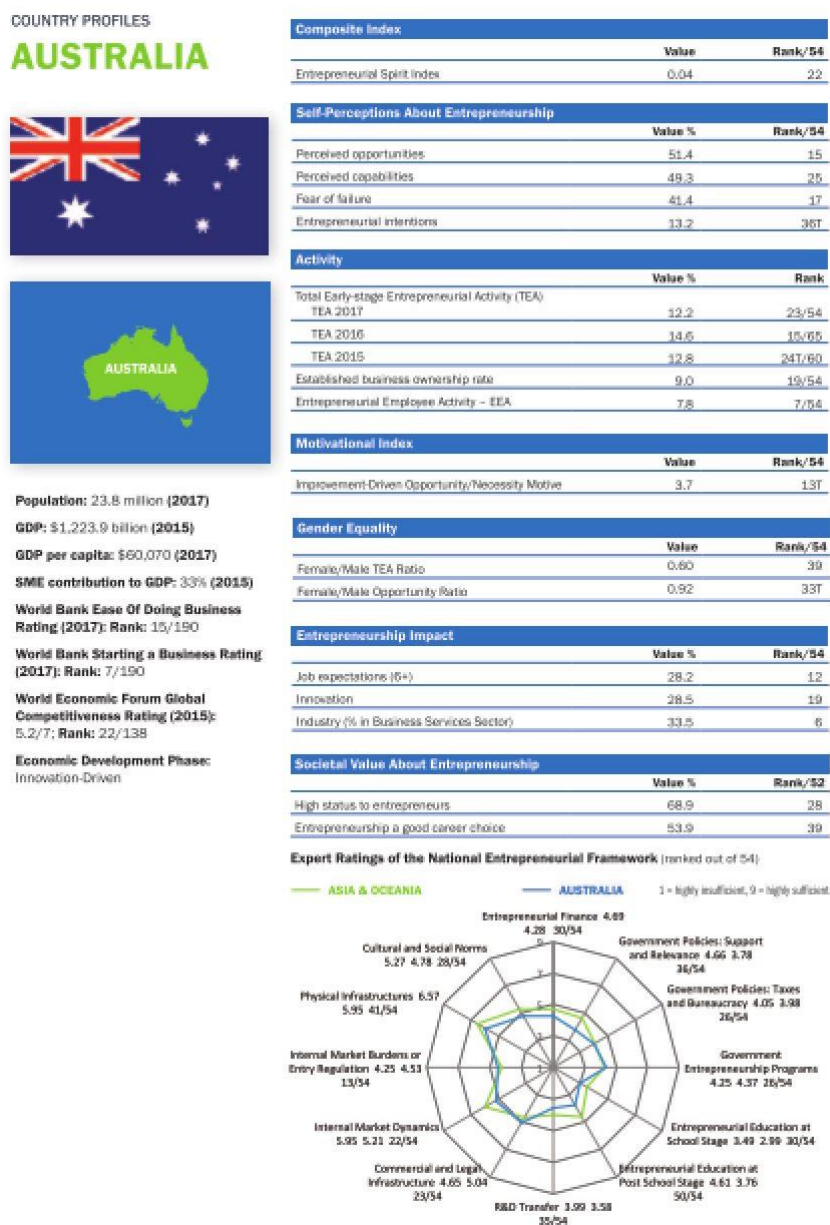 COUNTRY PROFILES
AUSTRALIA
AUSTRALIA
Population: 23.8 million (2017)
GDP: $1,223.9 billion (2015)
GDP per capita: $60,070 (2017)
SME contribution to GDP: 33% (2015)
World Bank Ease Of Doing Business
Rating (2017): Rank: 15/190
World Bank Starting a Business Rating
(2017): Rank: 7/190
World Economic Forum Global
Competitiveness Rating (2015):
5.2/7; Rank: 22/138
Economic Development Phase:
Innovation-Driven
Composite Index
Value Rank/54
Entrepreneurial Spirit Index 0.04 22
Self-Perceptions About Entrepreneurship
Value % Rank/54
Perceived opportunities 51.4 15
Perceived capabilities 49.3 25
Fear of failure 41.4 17
Entrepreneurial intentions 13.2 36T
Activity
Value % Rank
Total Early-stage Entrepreneurial Activity (TEA)
TEA 2017 12.2 23/54
TEA 2016 14.6 15/65
TEA 2015 12.8 24T/60
Established business ownership rate 9.0 19/54
Entrepreneurial Employee Activity – EEA 7.8 7/54
Motivational Index
Value Rank/54
Improvement-Driven Opportunity/Necessity Motive 3.7 13T
Gender Equality
Value Rank/54
Female/Male TEA Ratio 0.60 39
Female/Male Opportunity Ratio 0.92 33T
Entrepreneurship Impact
Value % Rank/54
Job expectations (6+) 28.2 12
Innovation 28.5 19
Industry (% in Business Services Sector) 33.5 6
Societal Value About Entrepreneurship
Value % Rank/52
High status to entrepreneurs 68.9 28
Entrepreneurship a good career choice 53.9 39
Expert Ratings of the National Entrepreneurial Framework (ranked out of 54)
ASIA & OCEANIA AUSTRALIA 1 = highly insufficient, 9 = highly sufficient
Entrepreneurial Finance 4.69
4.28 30/54
Government Policies: Support
and Relevance 4.66 3.78
36/54
Government Policies: Taxes
and Bureaucracy 4.05 3.98
26/54
Government
Entrepreneurship Programs
4.25 4.37 26/54
Entrepreneurial Education at
School Stage 3.49 2.99 30/54
Entrepreneurial Education at
Post School Stage 4.61 3.76
50/54
R&D Transfer 3.99 3.58
35/54
Commercial and Legal
Infrastructure 4.65 5.04
23/54
Internal Market Dynamics
5.95 5.21 22/54
Internal Market Burdens or
Entry Regulation 4.25 4.53
13/54
Physical Infrastructures 6.57
5.95 41/54
Cultural and Social Norms
5.27 4.78 28/54
9
7
5
3
1